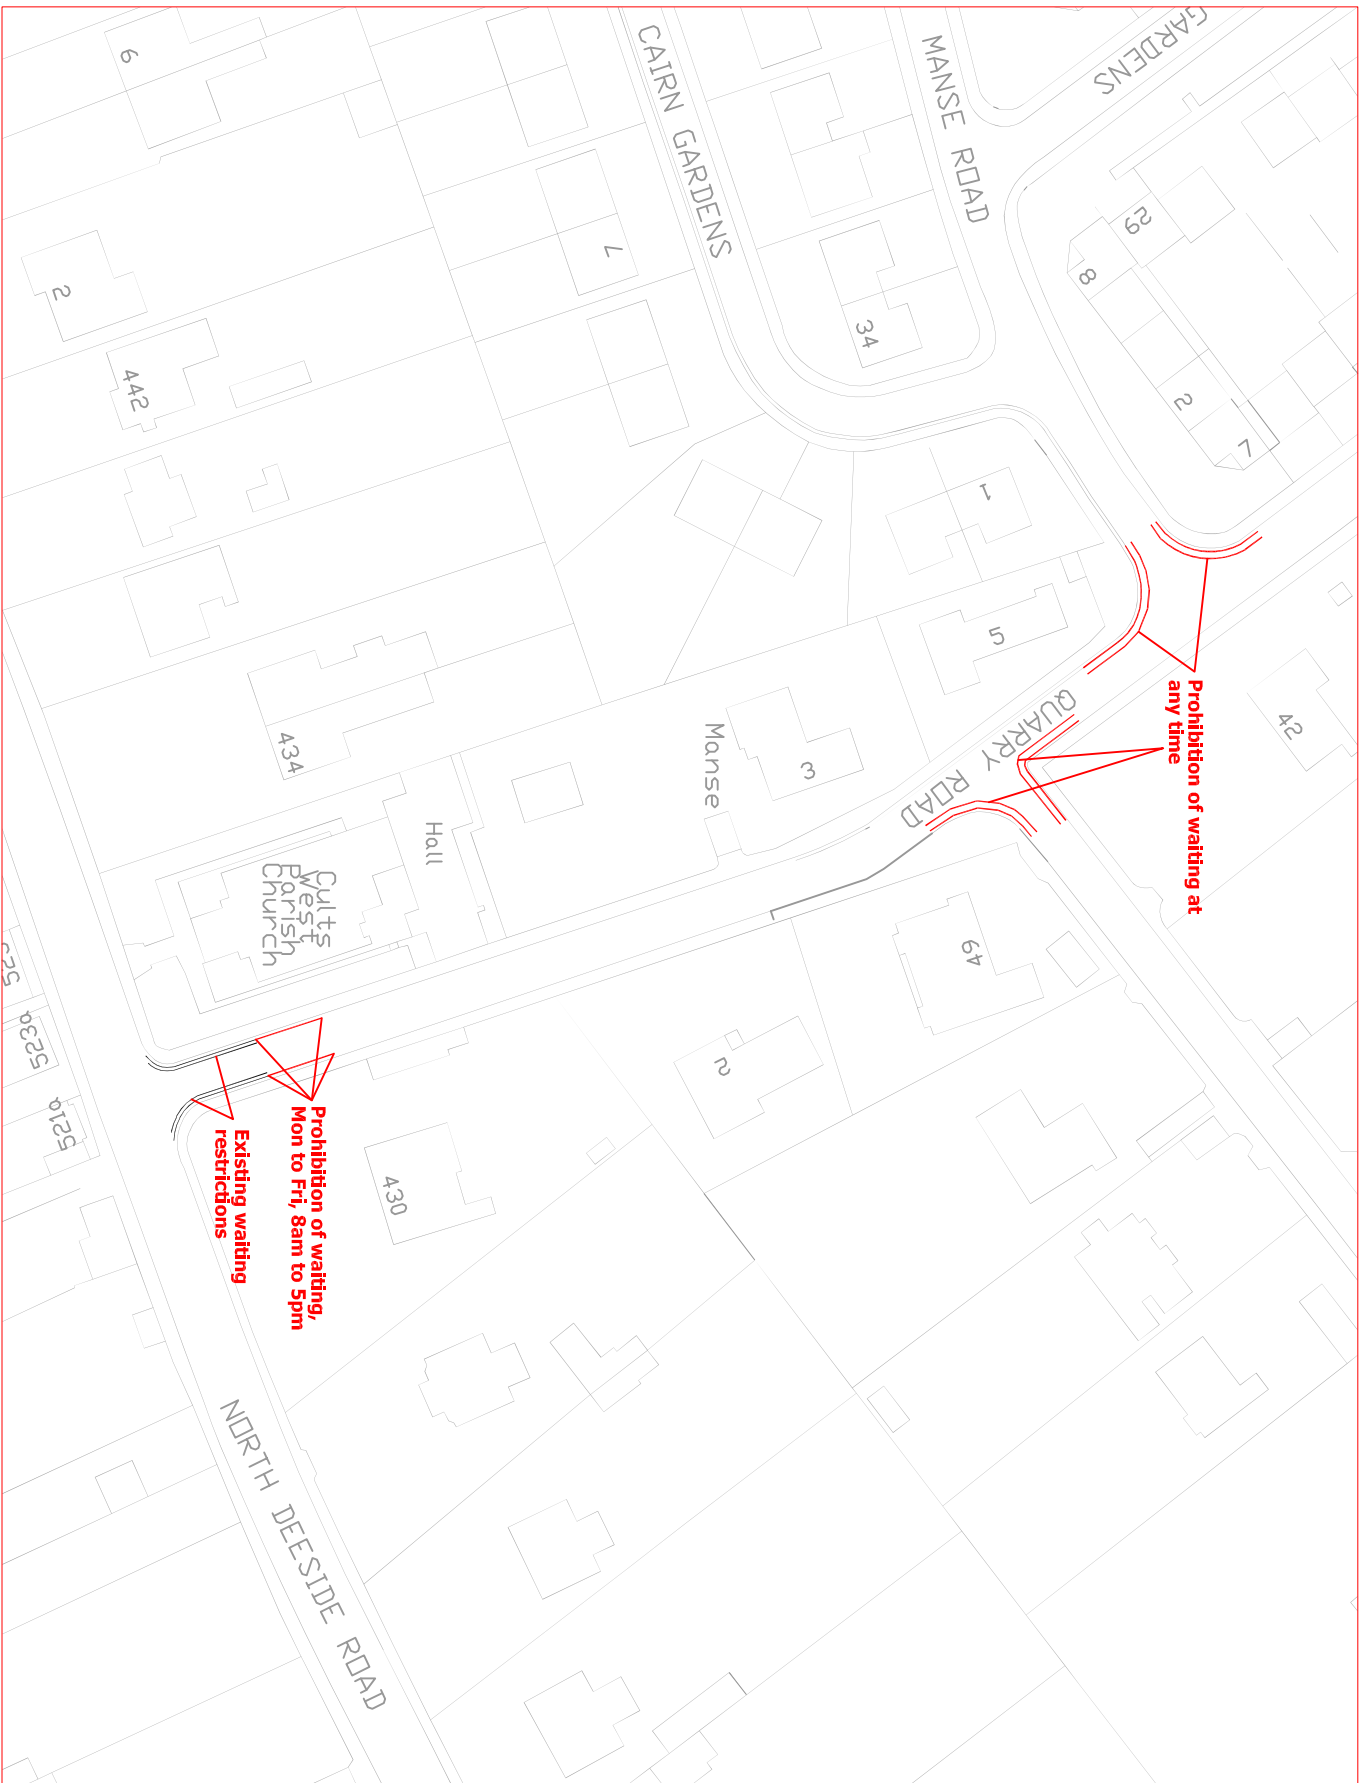 GARDENS
MANSE ROAD
CAIRN GARDENS
6
2
442
7
34
29
8
2
7
1
5
42
QUARRY ROAD
Prohibition of waiting at
any time
Manse
3
434
Hall
Cults
West
Parish
Church
49
2
523a
521a
430
Prohibition of waiting,
Mon to Fri, 8am to 5pm
Existing waiting
restrictions
NORTH DEESIDE ROAD